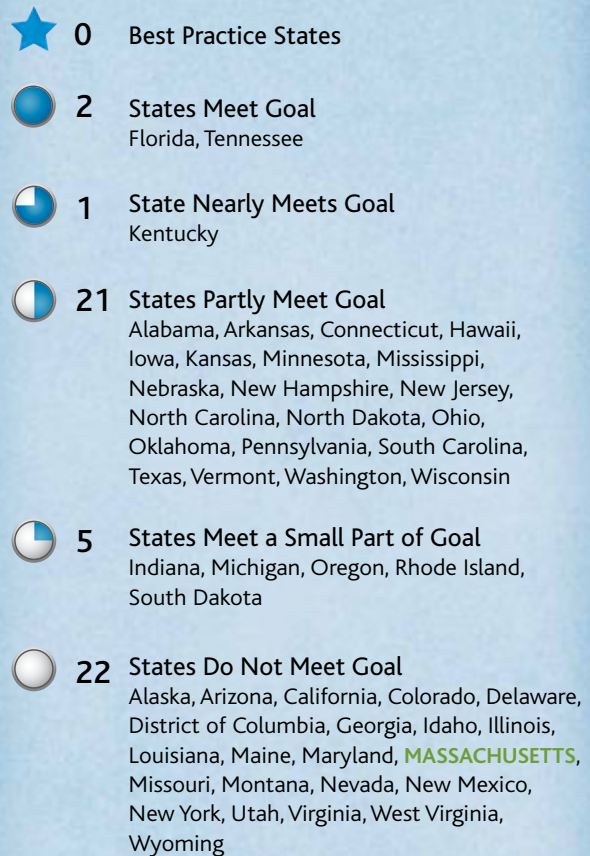 0 Best Practice States
2 States Meet Goal
Florida, Tennessee
1 State Nearly Meets Goal
Kentucky
21 States Partly Meet Goal
Alabama, Arkansas, Connecticut, Hawaii,
Iowa, Kansas, Minnesota, Mississippi,
Nebraska, New Hampshire, New Jersey,
North Carolina, North Dakota, Ohio,
Oklahoma, Pennsylvania, South Carolina,
Texas, Vermont, Washington, Wisconsin
5 States Meet a Small Part of Goal
Indiana, Michigan, Oregon, Rhode Island,
South Dakota
22 States Do Not Meet Goal
Alaska, Arizona, California, Colorado, Delaware,
District of Columbia, Georgia, Idaho, Illinois,
Louisiana, Maine, Maryland, MASSACHUSETTS,
Missouri, Montana, Nevada, New Mexico,
New York, Utah, Virginia, West Virginia,
Wyoming